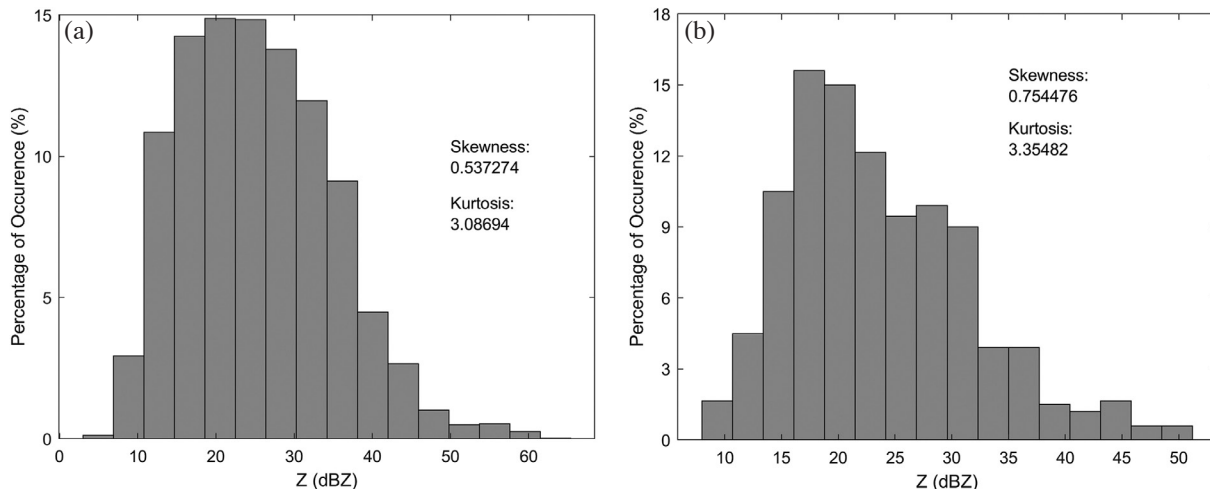 (a)
15
10
5
0
Percentage of Occurence (%)
Skewness:
0.537274
Kurtosis:
3.08694
0 10 20 30 40 50 60
Z (dBZ)
(b)
18
15
12
9
6
3
0
Percentage of Occurence (%)
Skewness:
0.754476
Kurtosis:
3.35482
10 15 20 25 30 35 40 45 50
Z (dBZ)